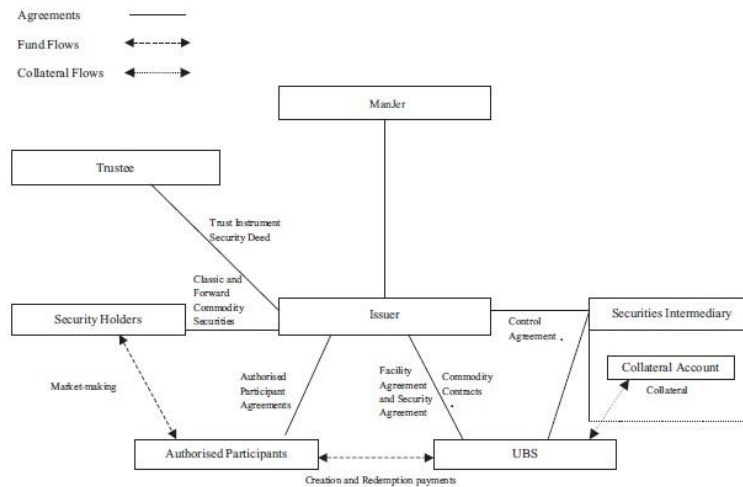 Agreements
Fund Flows
Collateral Flows
ManJer
Trustee
Trust Instrument
Security Deed
Classic and
Forward
Commodity
Securities
Security Holders
Issuer
Securities Intermediary
Control
Agreement .
Collateral Account
Collateral
Market-making
Authorised
Participant
Agreements
Facility
Agreement
and Security
Agreement
Commodity
Contracts
.
Authorised Participants
UBS
Creation and Redemption payments